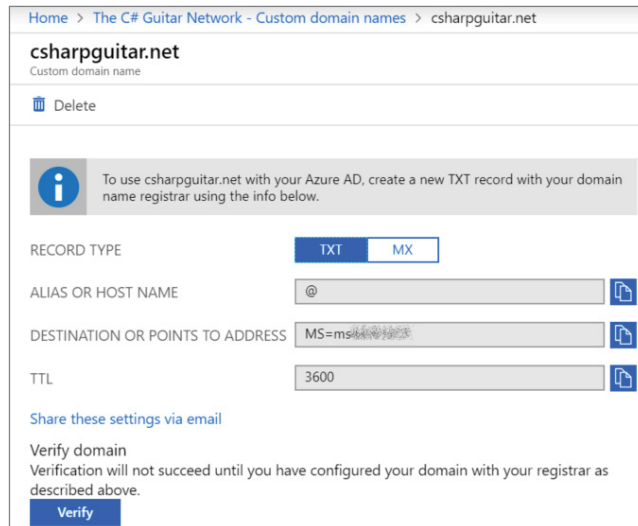 Home > The C# Guitar Network - Custom domain names > csharpguitar.net
csharpguitar.net
Custom domain name
Delete
To use csharpguitar.net with your Azure AD, create a new TXT record with your domain
name registrar using the info below.
RECORD TYPE TXT MX
ALIAS OR HOST NAME @
DESTINATION OR POINTS TO ADDRESS MS=ms
TTL 3600
Share these settings via email
Verify domain
Verification will not succeed until you have configured your domain with your registrar as
described above.
Verify